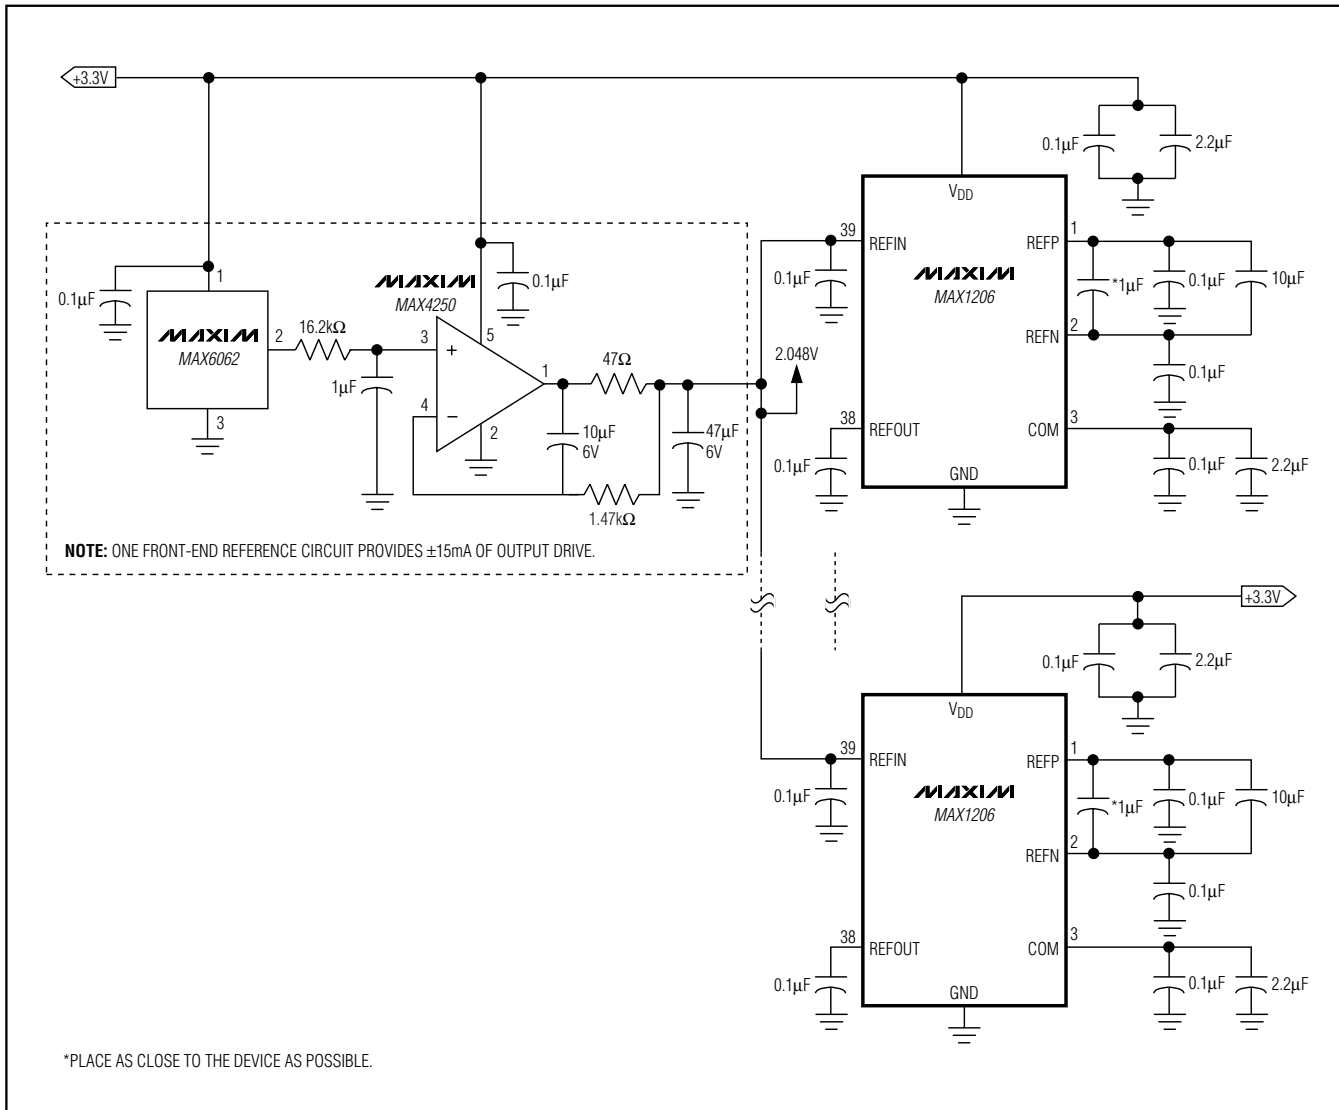 +3.3V
0.1µF
2.2µF
VDD
39
REFIN
REFP
1
0.1µF
MAXIM
MAX1206
*1µF
0.1µF
10µF
REFN
2
0.1µF
2.048V
38
REFOUT
COM
3
0.1µF
GND
0.1µF
2.2µF
0.1µF
1
MAXIM
MAX6062
2
3
16.2kΩ
1µF
MAXIM
MAX4250
0.1µF
5
3
+
4
−
1
2
47Ω
10µF
6V
47µF
6V
1.47kΩ
NOTE: ONE FRONT-END REFERENCE CIRCUIT PROVIDES ±15mA OF OUTPUT DRIVE.
+3.3V
0.1µF
2.2µF
VDD
39
REFIN
REFP
1
0.1µF
MAXIM
MAX1206
*1µF
0.1µF
10µF
REFN
2
0.1µF
38
REFOUT
COM
3
0.1µF
GND
0.1µF
2.2µF
*PLACE AS CLOSE TO THE DEVICE AS POSSIBLE.